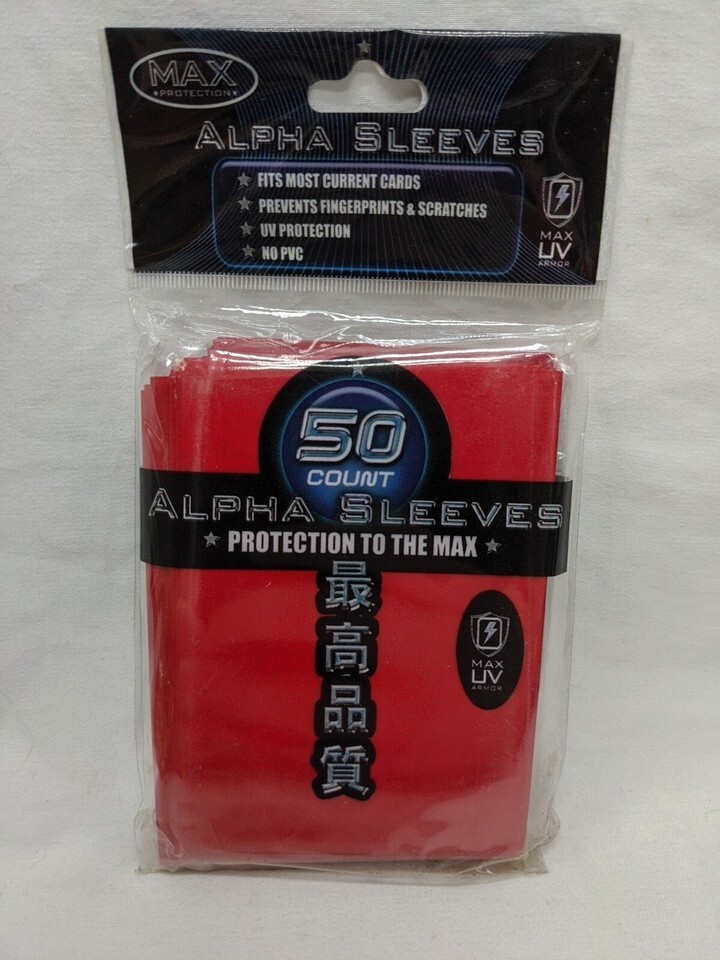 MAX
PROTECTION
ALPHA SLEEVES
FITS MOST CURRENT CARDS
PREVENTS FINGERPRINTS & SCRATCHES
UV PROTECTION
NO PVC
MAX
UV
ARMOR
50
COUNT
ALPHA SLEEVES
PROTECTION TO THE MAX
最高品質
MAX
UV
ARMOR